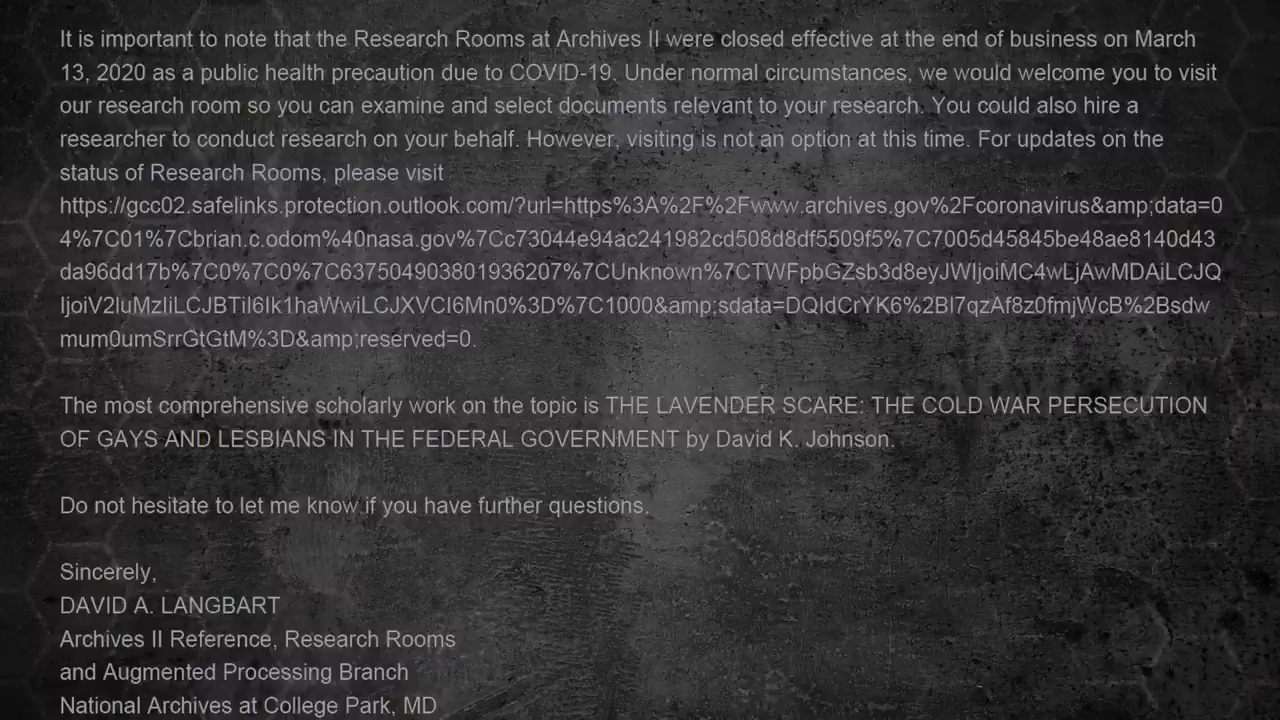 It is important to note that the Research Rooms at Archives II were closed effective at the end of business on March
13, 2020 as a public health precaution due to COVID-19. Under normal circumstances, we would welcome you to visit
our research room so you can examine and select documents relevant to your research. You could also hire a
researcher to conduct research on your behalf. However, visiting is not an option at this time. For updates on the
status of Research Rooms, please visit
https://gcc02.safelinks.protection.outlook.com/?url=https%3A%2F%2Fwww.archives.gov%2Fcoronavirus&amp;data=0
4%7C01%7Cbrian.c.odom%40nasa.gov%7Cc73044e94ac241982cd508d8df5509f5%7C7005d45845be48ae8140d43
da96dd17b%7C0%7C0%7C637504903801936207%7CUnknown%7CTWFpbGZsb3d8eyJWIjoiMC4wLjAwMDAiLCJQ
IjoiV2luMzIiLCJBTiI6Ik1haWwiLCJXVCI6Mn0%3D%7C1000&amp;sdata=DQIdCrYK6%2Bl7qzAf8z0fmjWcB%2Bsdw
mum0umSrrGtGtM%3D&amp;reserved=0.
The most comprehensive scholarly work on the topic is THE LAVENDER SCARE: THE COLD WAR PERSECUTION
OF GAYS AND LESBIANS IN THE FEDERAL GOVERNMENT by David K. Johnson.
Do not hesitate to let me know if you have further questions.
Sincerely,
DAVID A. LANGBART
Archives II Reference, Research Rooms
and Augmented Processing Branch
National Archives at College Park, MD